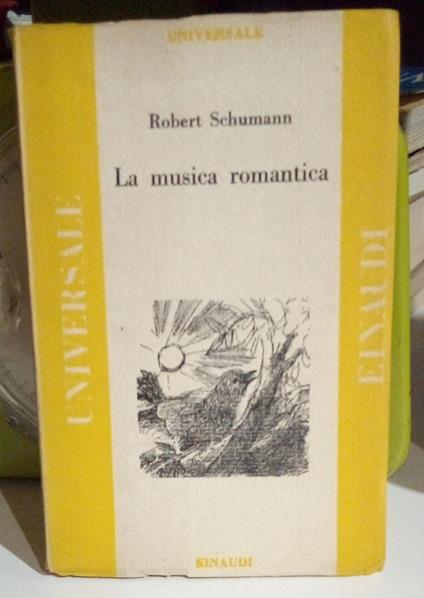 UNIVERSALE
Robert Schumann
La musica romantica
UNIVERSALE
EINAUDI
EINAUDI